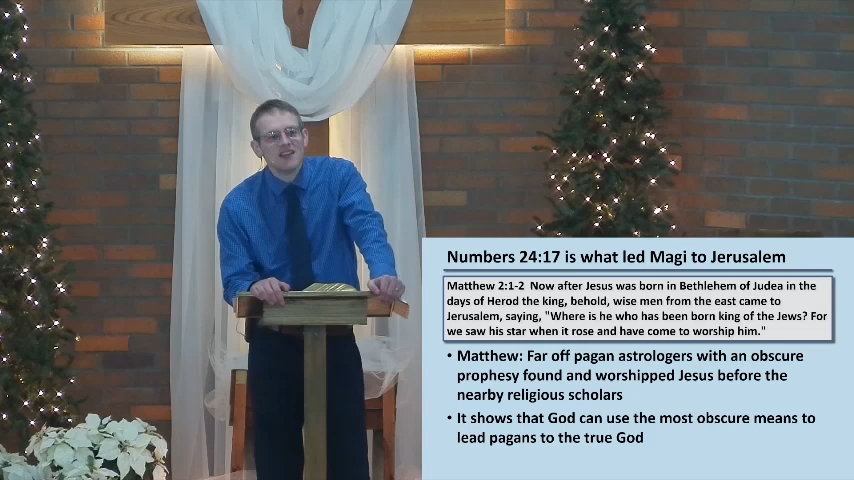 Numbers 24:17 is what led Magi to Jerusalem
Matthew 2:1-2 Now after Jesus was born in Bethlehem of Judea in the
days of Herod the king, behold, wise men from the east came to
Jerusalem, saying, "Where is he who has been born king of the Jews? For
we saw his star when it rose and have come to worship him."
• Matthew: Far off pagan astrologers with an obscure
prophesy found and worshipped Jesus before the
nearby religious scholars
• It shows that God can use the most obscure means to
lead pagans to the true God